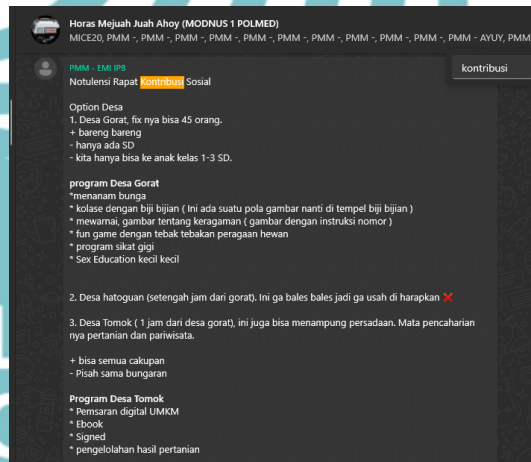 Horas Mejuah Juah Ahoy (MODNUS 1 POLMED)
MICE20, PMM -, PMM -, PMM -, PMM -, PMM -, PMM -, PMM -, PMM -, PMM -, PMM - AYUY, PMM
kontribusi
PMM - EMI IPB
Notulensi Rapat Kontribusi Sosial
Option Desa
1. Desa Gorat, fix nya bisa 45 orang.
+ bareng bareng
- hanya ada SD
- kita hanya bisa ke anak kelas 1-3 SD.
program Desa Gorat
*menanam bunga
* kolase dengan biji bijian ( Ini ada suatu pola gambar nanti di tempel biji bijian )
* mewarnai, gambar tentang keragaman ( gambar dengan instruksi nomor )
* fun game dengan tebak tebakan peragaan hewan
* program sikat gigi
* Sex Education kecil kecil
2. Desa hatoguan (setengah jam dari gorat). Ini ga bales bales jadi ga usah di harapkan ❌
3. Desa Tomok ( 1 jam dari desa gorat), ini juga bisa menampung persadaan. Mata pencaharian
nya pertanian dan pariwisata.
+ bisa semua cakupan
- Pisah sama bungaran
Program Desa Tomok
* Pemsaran digital UMKM
* Ebook
* Signed
* pengelolahan hasil pertanian